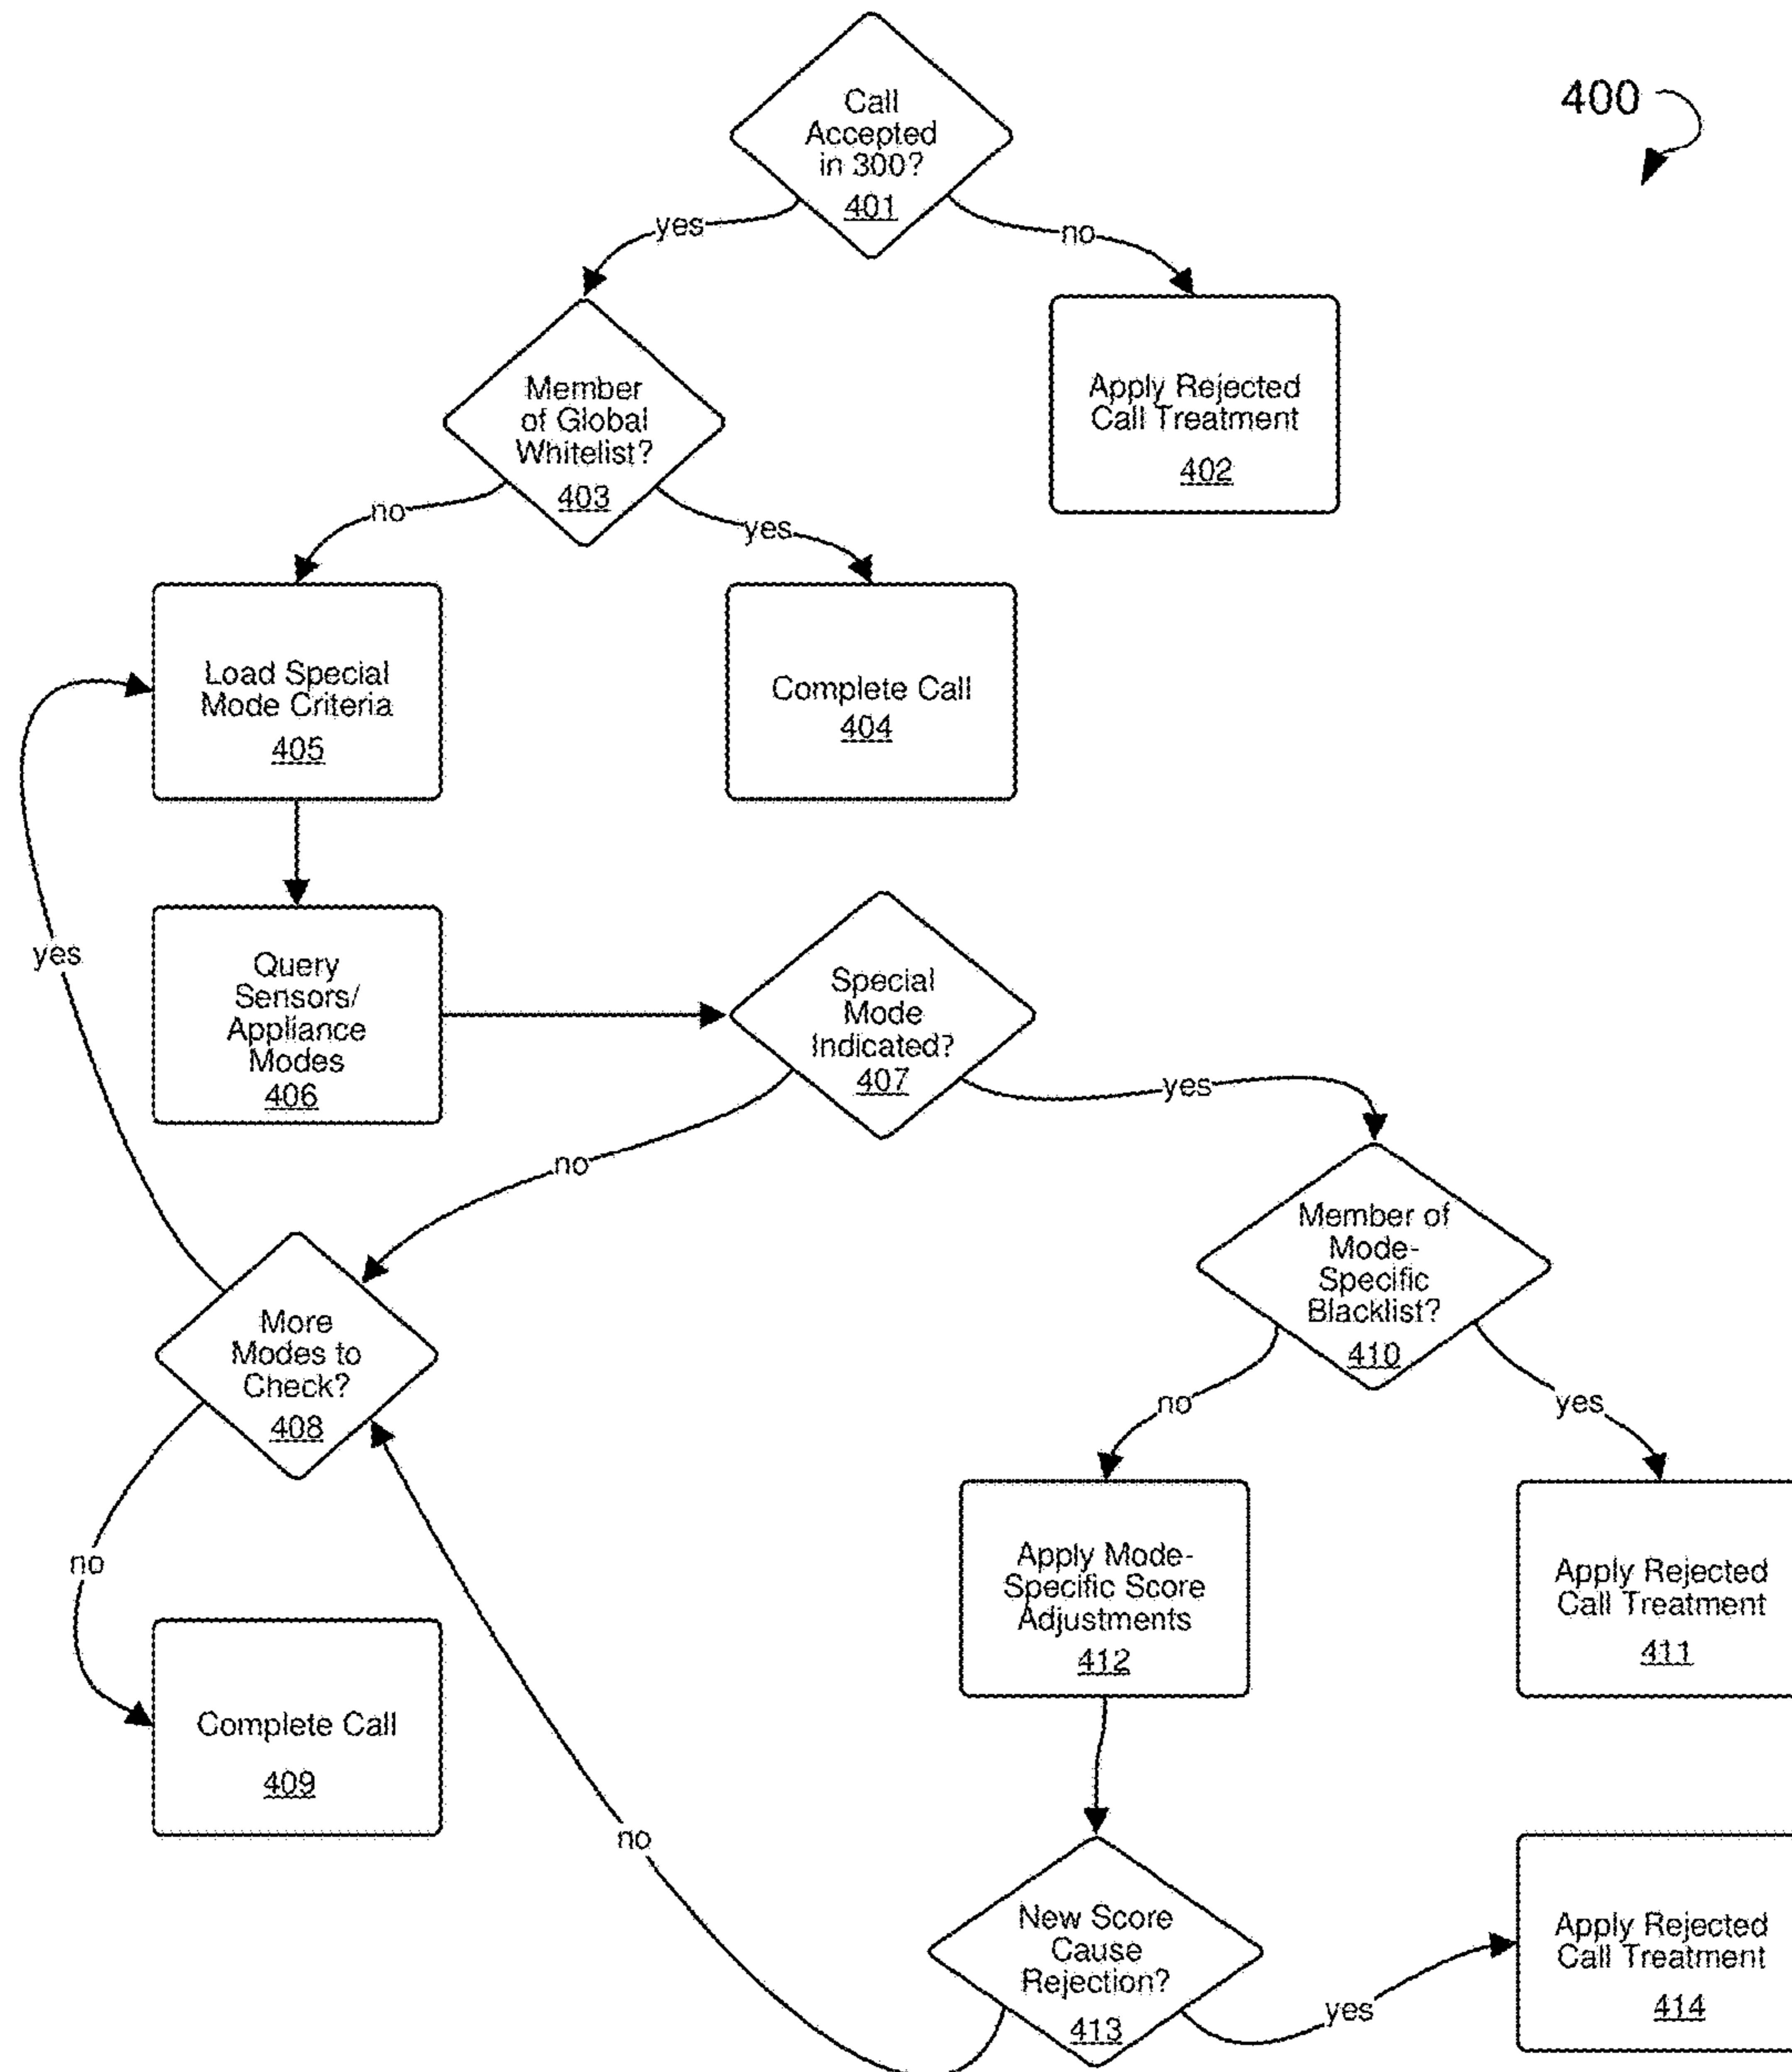 400
Call
Accepted
in 300?
401
yes
no
Member
of Global
Whitelist?
403
Apply Rejected
Call Treatment
402
no
yes
Load Special
Mode Criteria
405
Complete Call
404
yes
Query
Sensors/
Appliance
Modes
406
Special
Mode
Indicated?
407
yes
no
Member of
Mode-
Specific
Blacklist?
410
More
Modes to
Check?
408
no
yes
no
Apply Mode-
Specific Score
Adjustments
412
Apply Rejected
Call Treatment
411
Complete Call
409
no
New Score
Cause
Rejection?
413
yes
Apply Rejected
Call Treatment
414